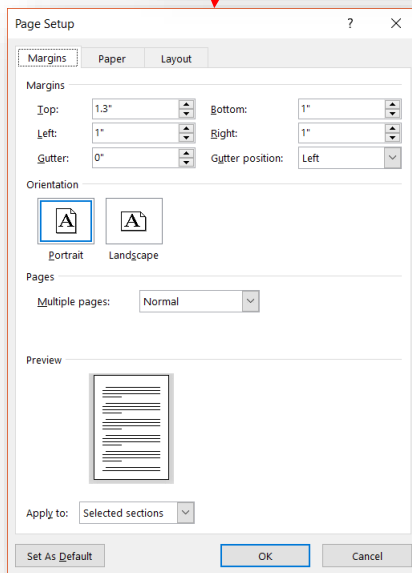 Page Setup ? ×
Margins Paper Layout
Margins
Top: 1.3" Bottom: 1"
Left: 1" Right: 1"
Gutter: 0" Gutter position: Left
Orientation
A A
Portrait Landscape
Pages
Multiple pages: Normal
Preview
Apply to: Selected sections
Set As Default OK Cancel